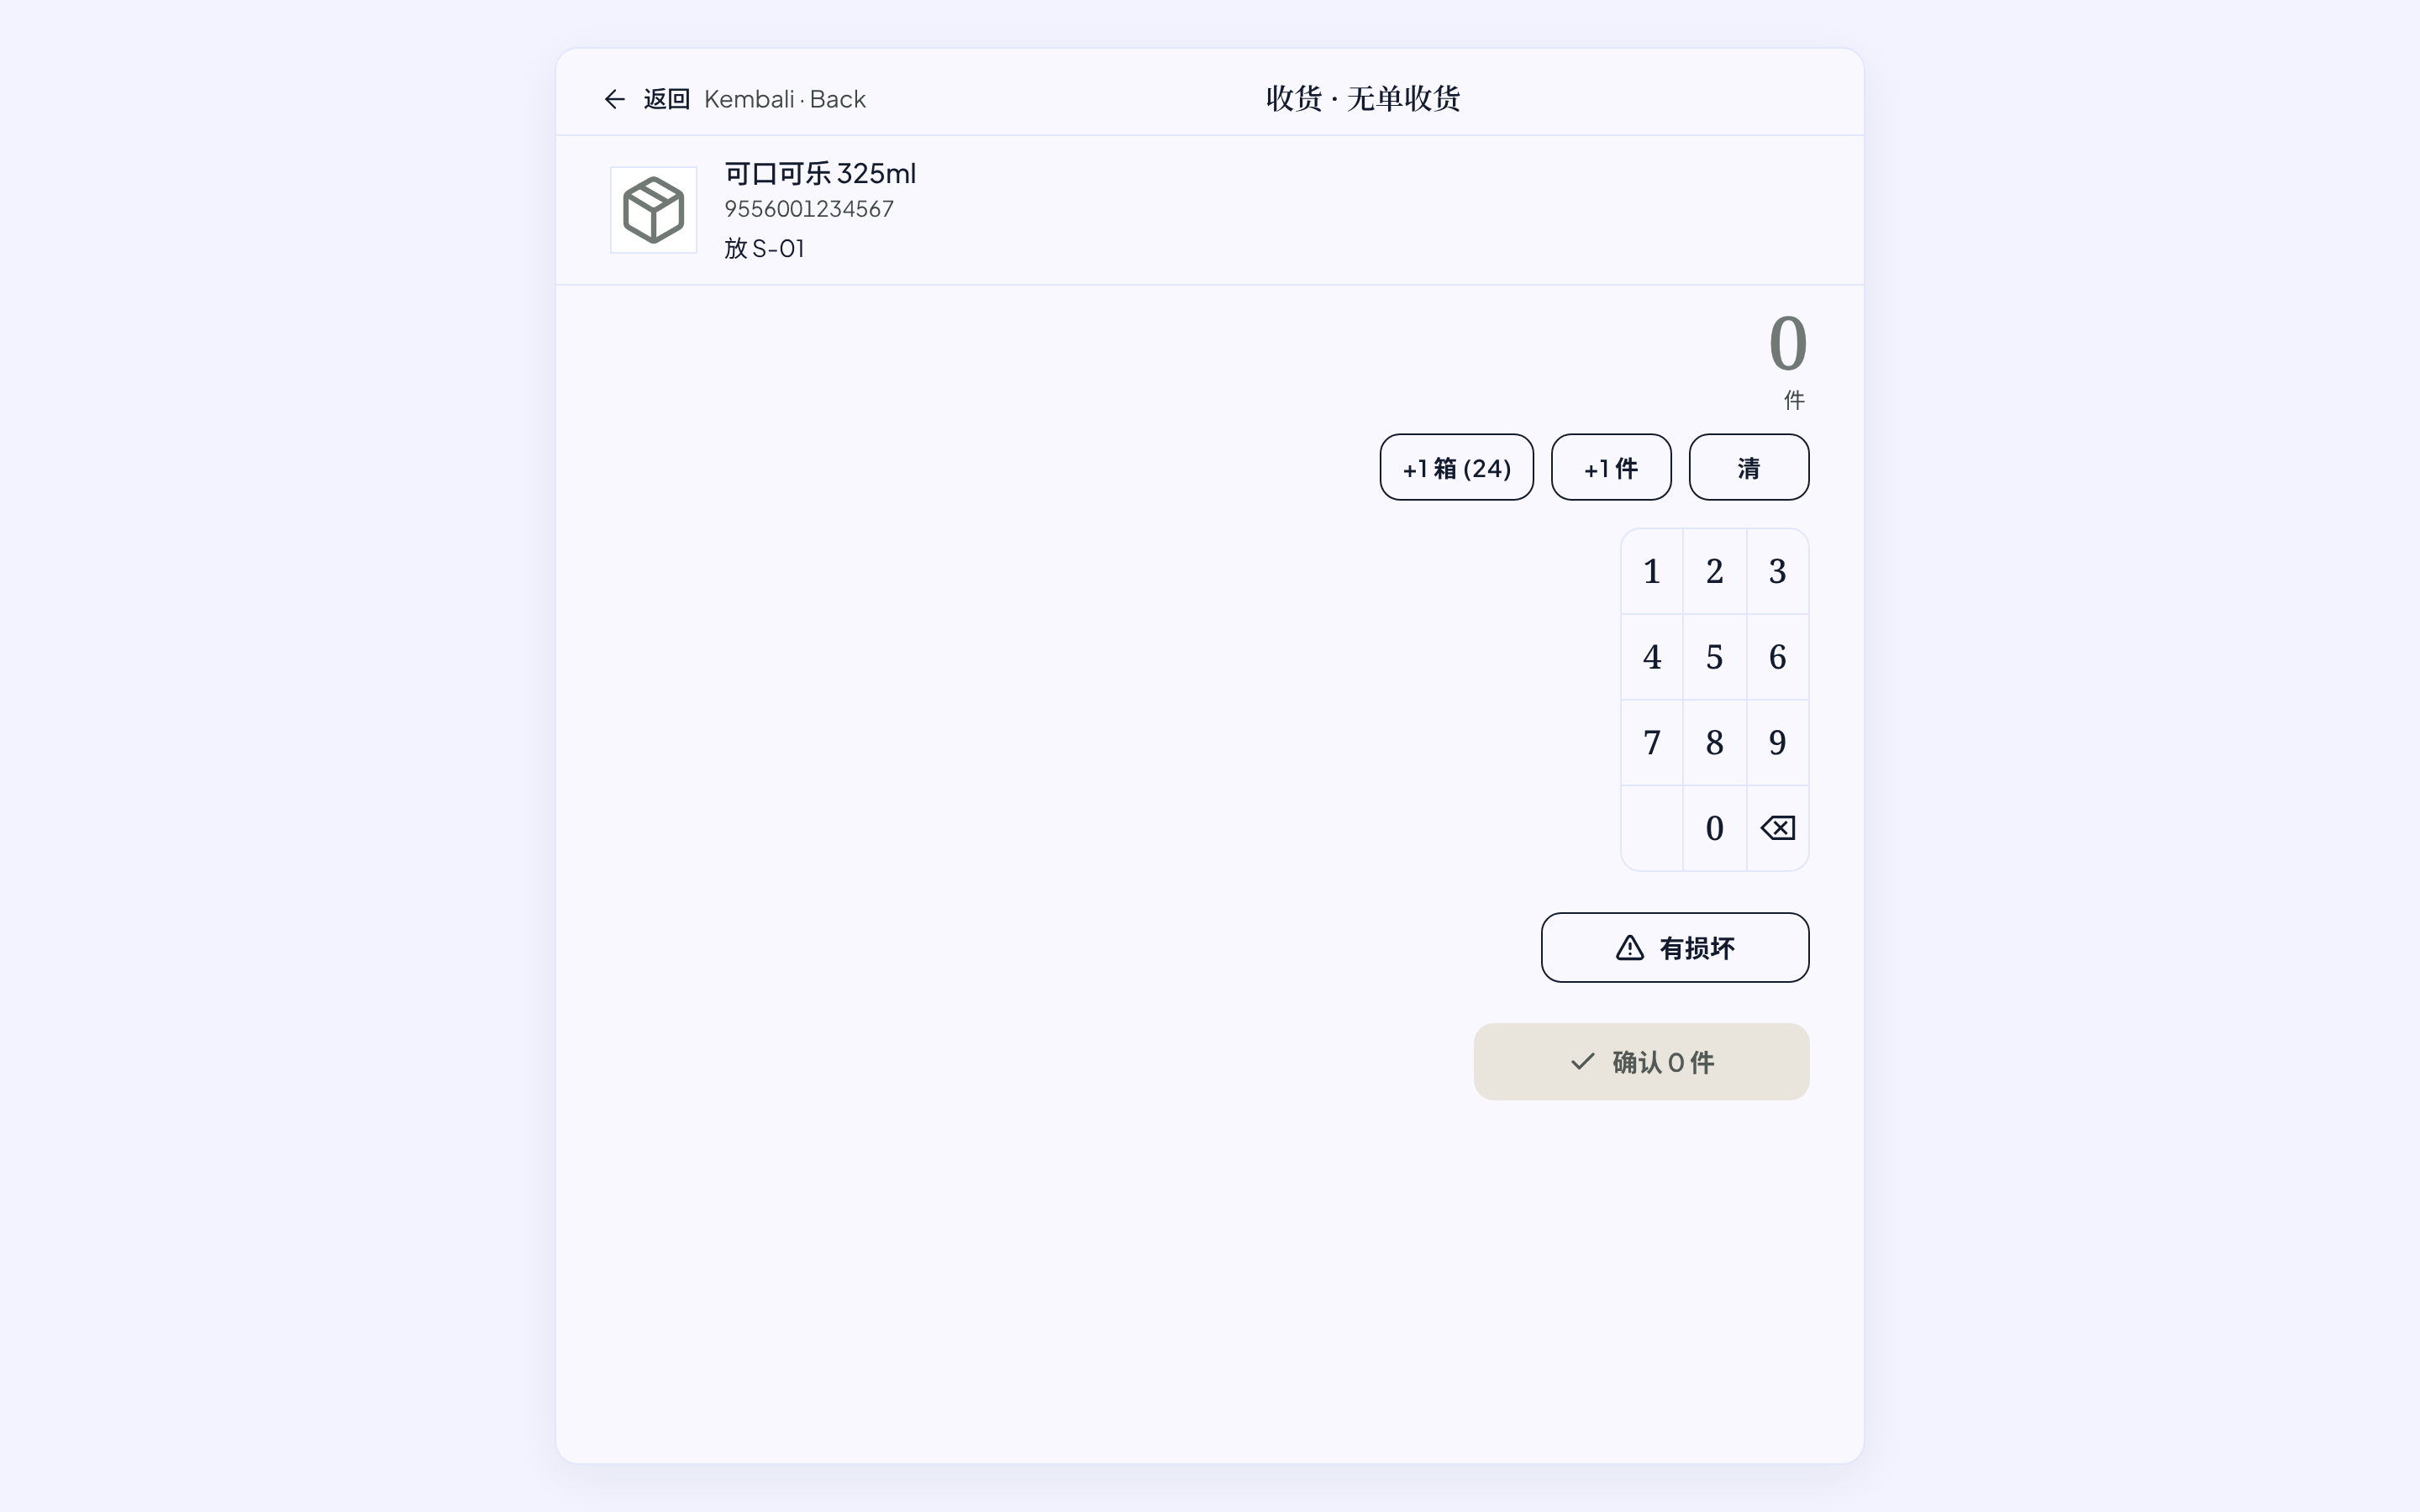 返回 Kembali · Back
收货 · 无单收货
可口可乐 325ml
9556001234567
放 S-01
0
件
+1 箱 (24)
+1 件
清
1 2 3
4 5 6
7 8 9
0
有损坏
确认 0 件